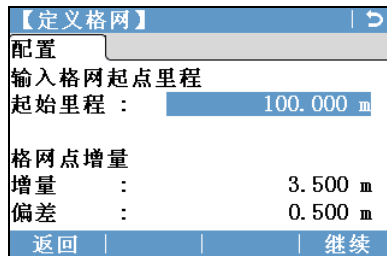 【定义格网】
配置
输入格网起点里程
起始里程 : 100.000 m
格网点增量
增量 : 3.500 m
偏差 : 0.500 m
返回 继续